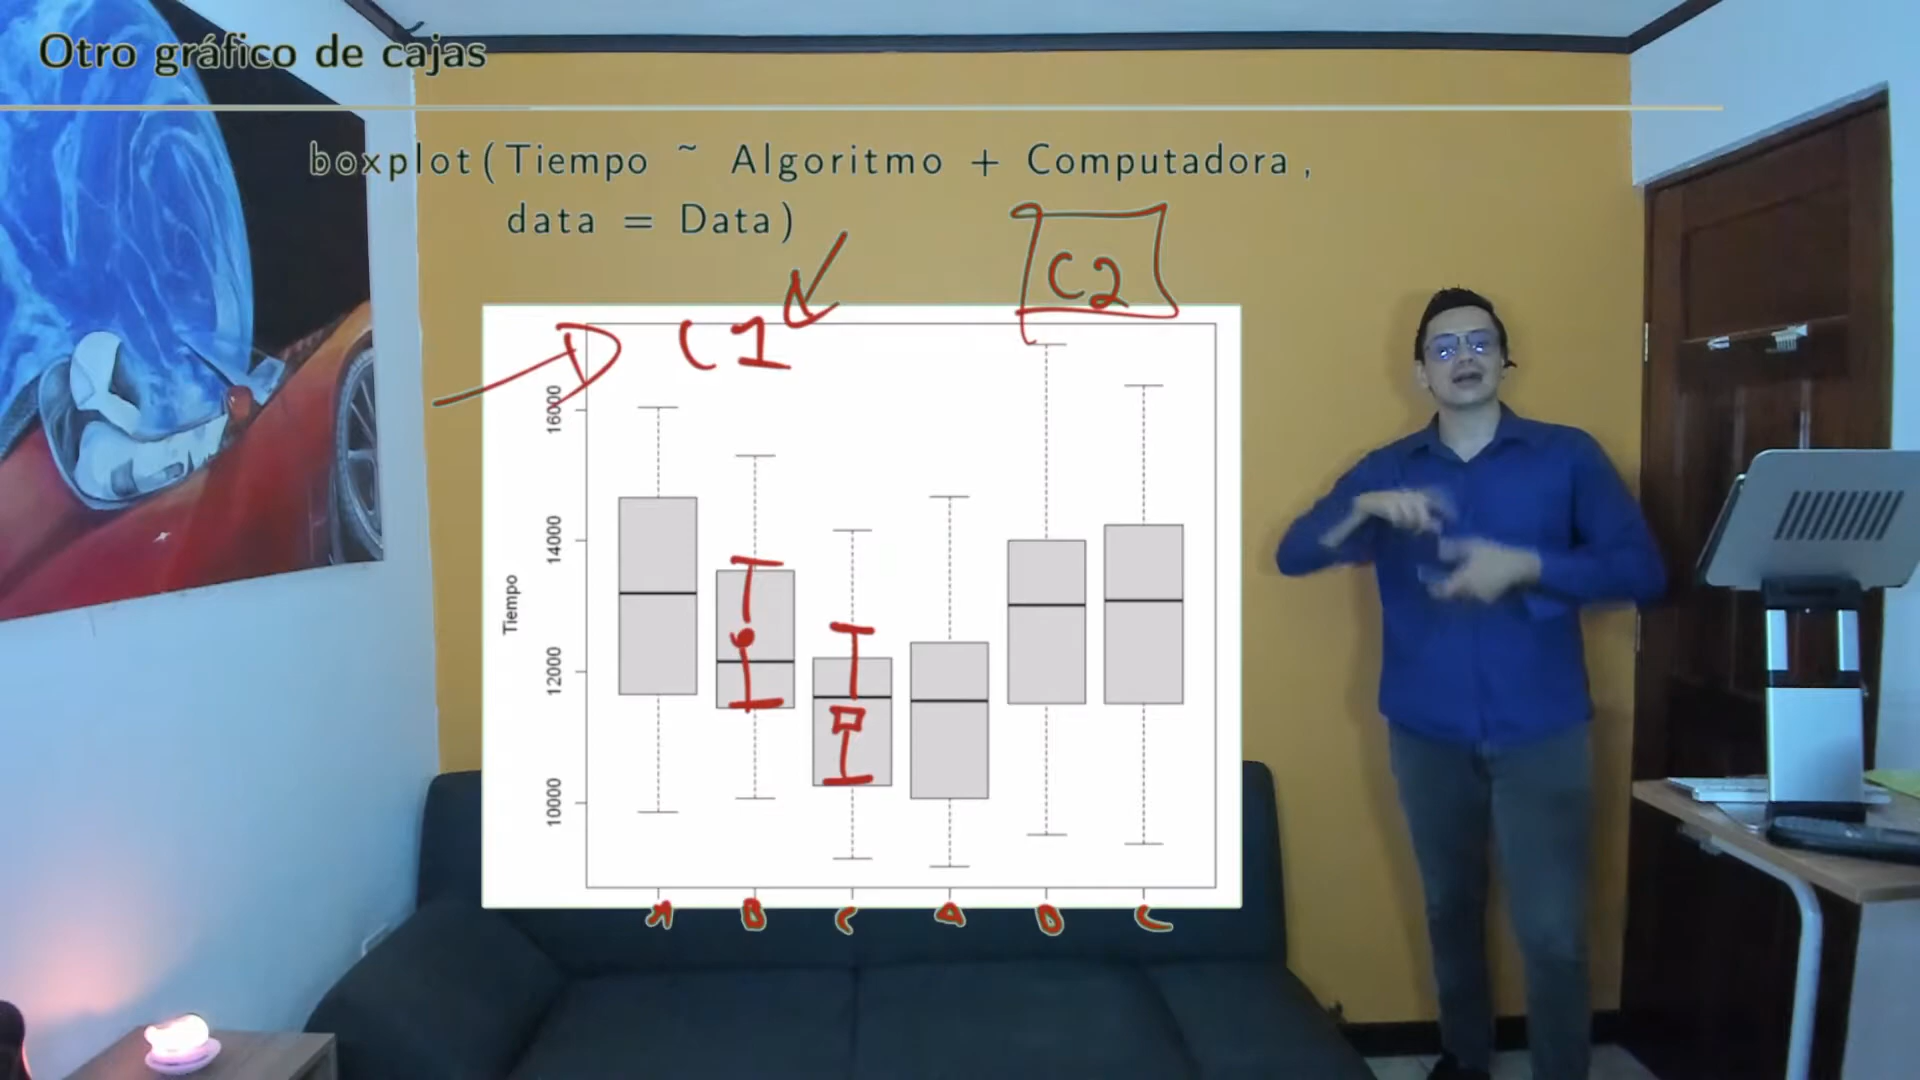 Otro gráfico de cajas
boxplot(Tiempo ~ Algoritmo + Computadora,
data = Data)
C2
C1
16000
14000
12000
10000
Tiempo
A B C A B C